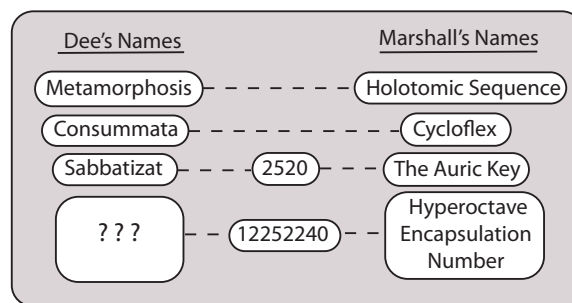 Dee's Names Marshall's Names
Metamorphosis Holotomic Sequence
Consummata Cycloflex
Sabbatizat 2520 The Auric Key
? ? ? 12252240 Hyperoctave
Encapsulation
Number